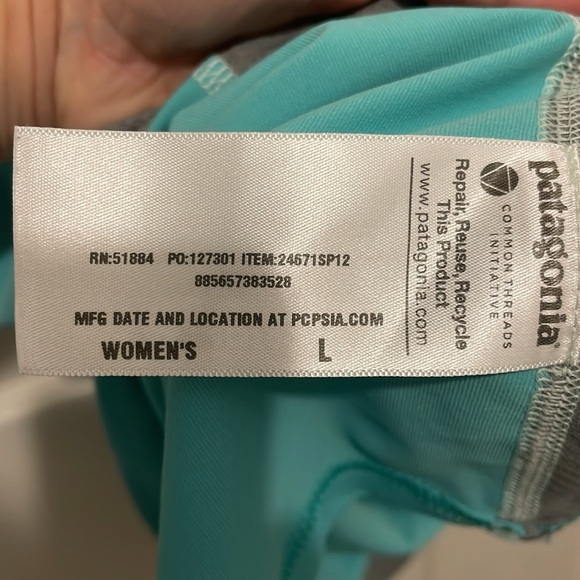 patagonia
COMMON THREADS
INITIATIVE
Repair, Reuse, Recycle
This Product
www.patagonia.com
RN:51884 PO:127301 ITEM:24671SP12
885657383528
MFG DATE AND LOCATION AT PCPSIA.COM
WOMEN'S L